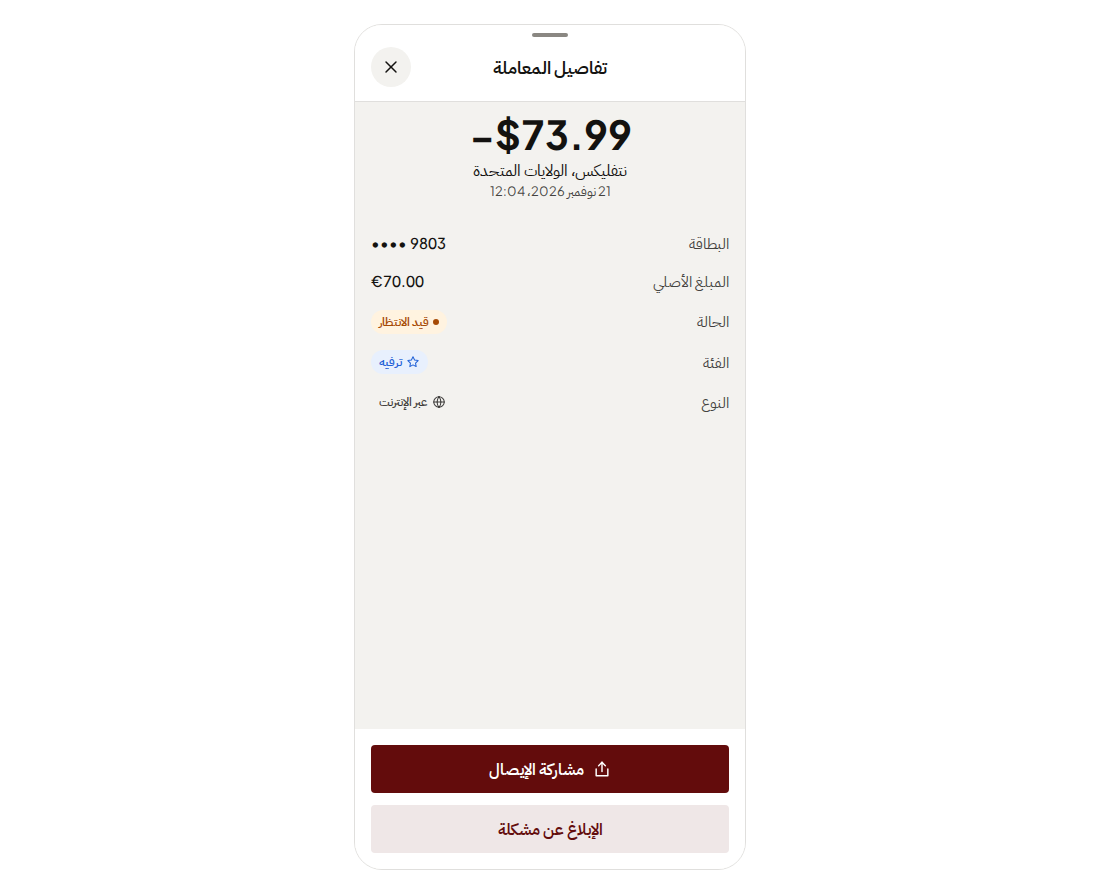 تفاصيل المعاملة
−$73.99
نتفليكس، الولايات المتحدة
21 نوفمبر 2026، 12:04
البطاقة •••• 9803
المبلغ الأصلي €70.00
الحالة قيد الانتظار
الفئة ترفيه
النوع عبر الإنترنت
مشاركة الإيصال
الإبلاغ عن مشكلة